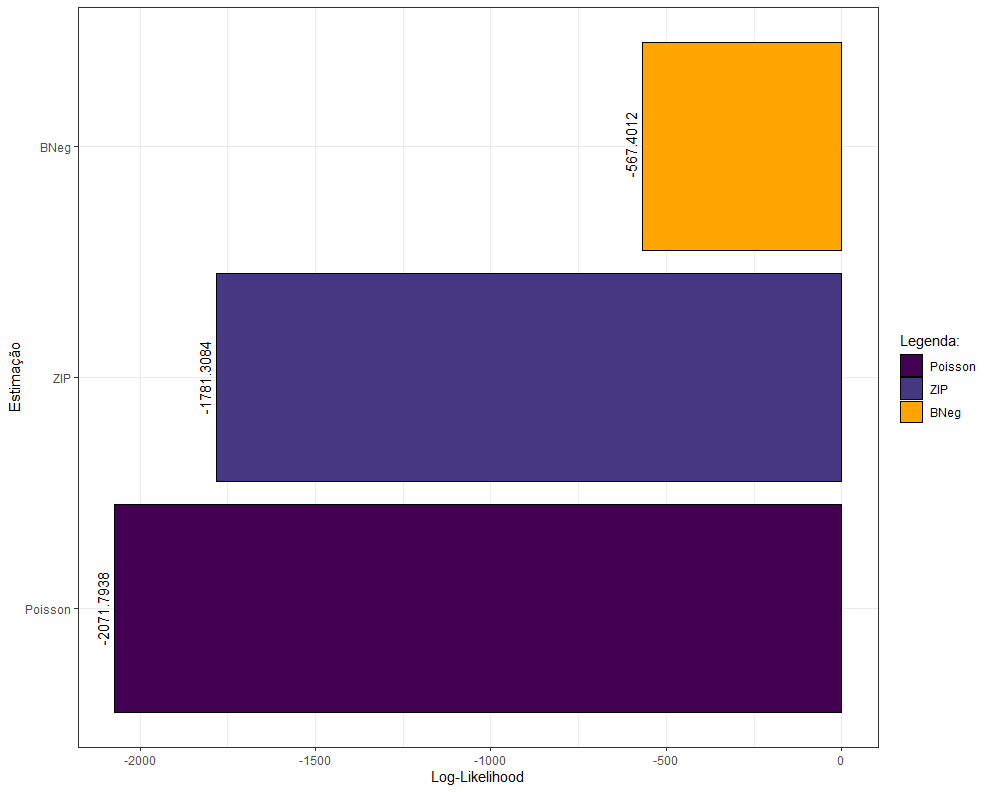 BNeg
-567.4012
ZIP
-1781.3084
Poisson
-2071.7938
Estimação
-2000
-1500
-1000
-500
0
Log-Likelihood
Legenda:
Poisson
ZIP
BNeg